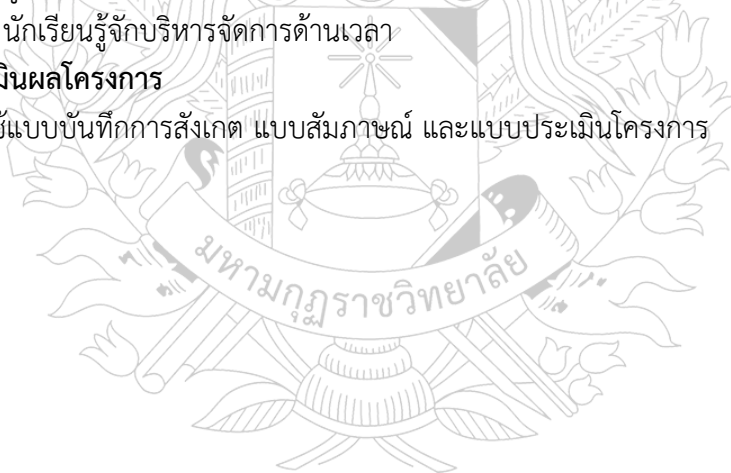 นักเรียนรู้จักบริหารจัดการด้านเวลา
มินผลโครงการ
ช้แบบบันทึกการสังเกต แบบสัมภาษณ์ และแบบประเมินโครงการ
มหามกุฏราชวิทยาลัย